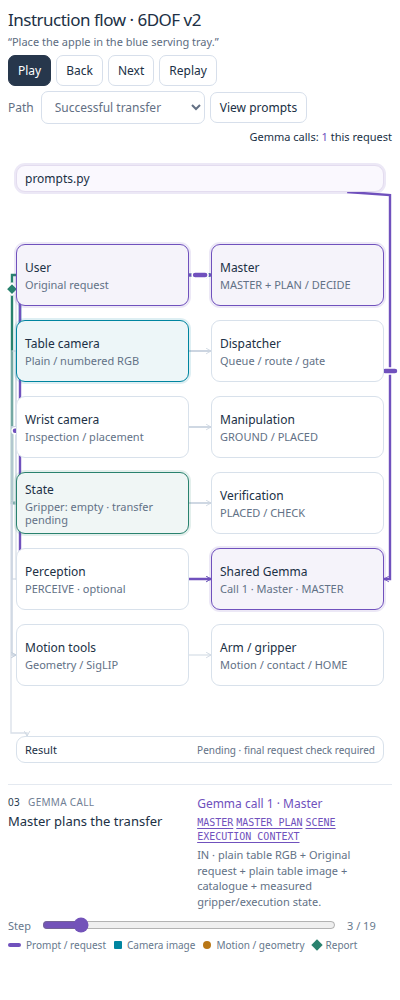 Instruction flow · 6DOF v2
“Place the apple in the blue serving tray.”
Play Back Next Replay
Path Successful transfer View prompts
Gemma calls: 1 this request
prompts.py
User
Original request
Master
MASTER + PLAN / DECIDE
Table camera
Plain / numbered RGB
Dispatcher
Queue / route / gate
Wrist camera
Inspection / placement
Manipulation
GROUND / PLACED
State
Gripper: empty · transfer
pending
Verification
PLACED / CHECK
Perception
PERCEIVE · optional
Shared Gemma
Call 1 · Master · MASTER
Motion tools
Geometry / SigLIP
Arm / gripper
Motion / contact / HOME
Result Pending · final request check required
03 GEMMA CALL
Master plans the transfer
Gemma call 1 · Master
MASTER MASTER PLAN SCENE
EXECUTION CONTEXT
IN · plain table RGB + Original
request + plain table image +
catalogue + measured
gripper/execution state.
Step 3 / 19
Prompt / request Camera image Motion / geometry Report